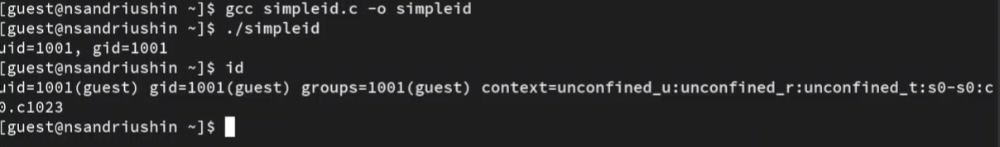 [guest@nsandriushin ~]$ gcc simpleid.c -o simpleid
[guest@nsandriushin ~]$ ./simpleid
uid=1001, gid=1001
[guest@nsandriushin ~]$ id
uid=1001(guest) gid=1001(guest) groups=1001(guest) context=unconfined_u:unconfined_r:unconfined_t:s0-s0:c
0.c1023
[guest@nsandriushin ~]$